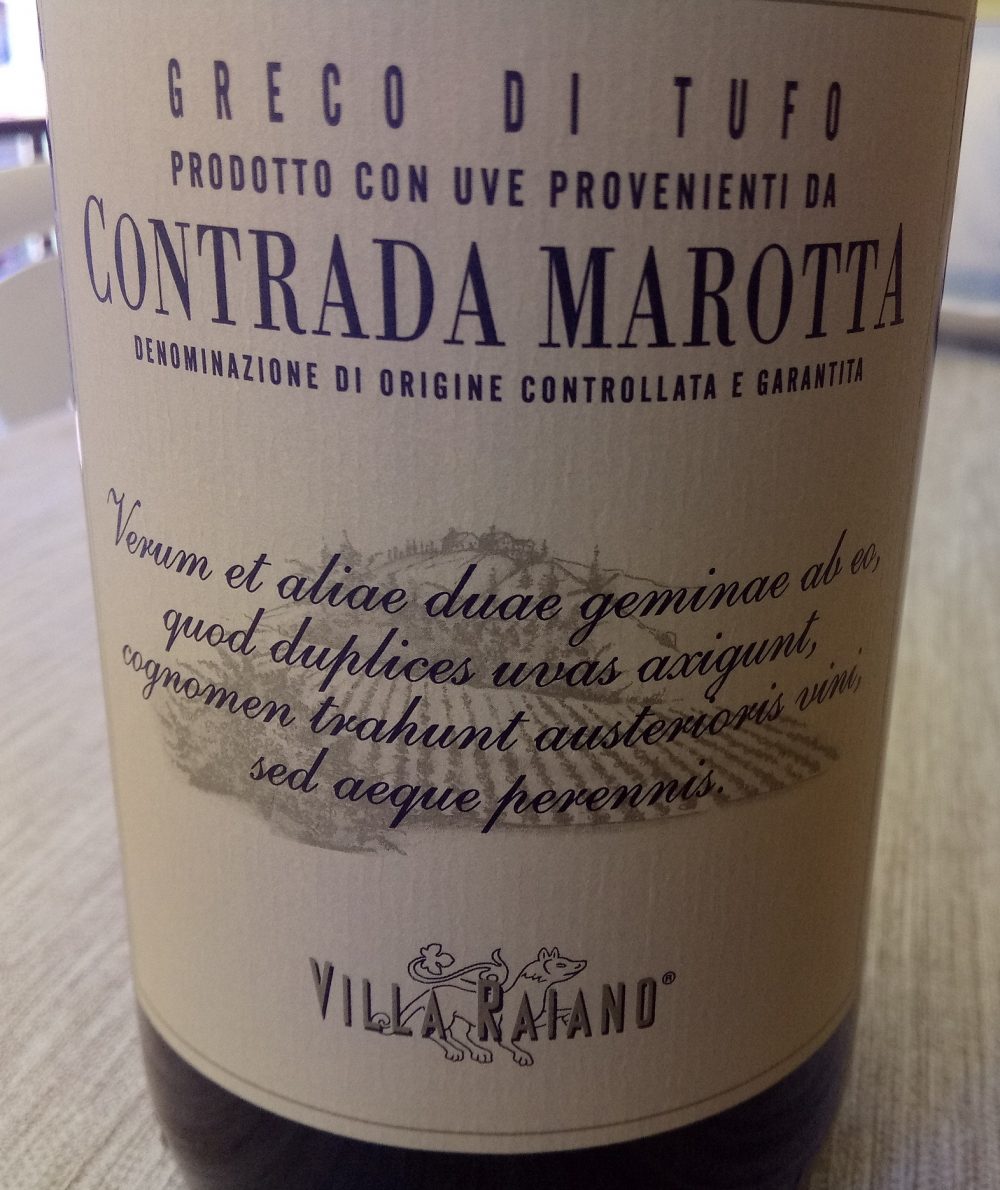 GRECO DI TUFO
PRODOTTO CON UVE PROVENIENTI DA
CONTRADA MAROTTA
DENOMINAZIONE DI ORIGINE CONTROLLATA E GARANTITA
Verum et aliae duae geminae ab eo,
quod duplices uvas axigunt,
cognomen trahunt austerioris vini,
sed aeque perennis.
VILLA RAIANO®